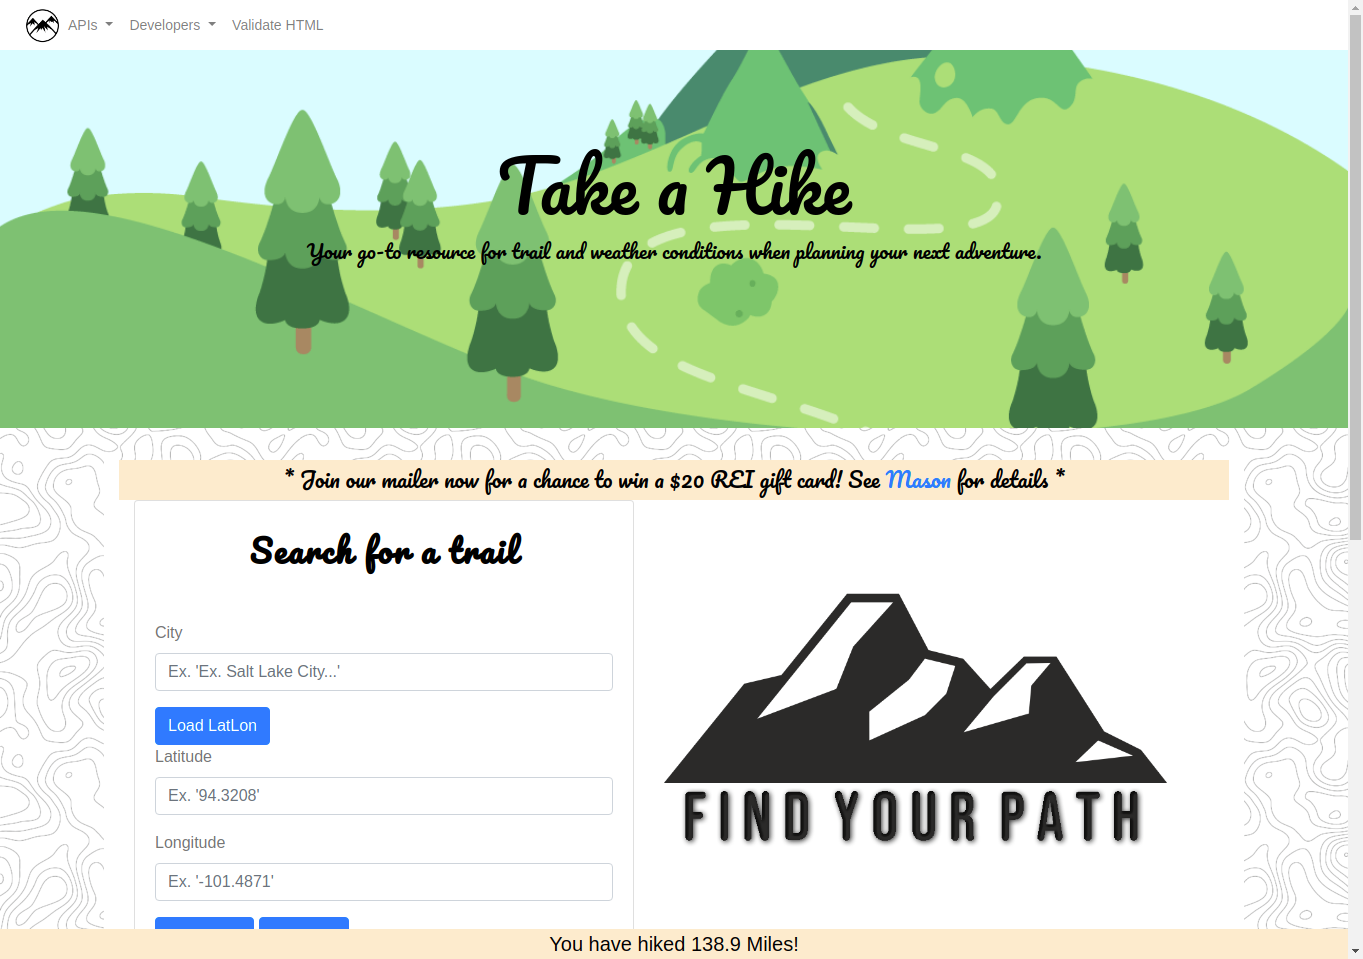 APIs Developers Validate HTML
Take a Hike
Your go-to resource for trail and weather conditions when planning your next adventure.
* Join our mailer now for a chance to win a $20 REI gift card! See Mason for details *
Search for a trail
City
Ex. 'Ex. Salt Lake City...'
Load LatLon
Latitude
Ex. '94.3208'
Longitude
Ex. '-101.4871'
FIND YOUR PATH
You have hiked 138.9 Miles!